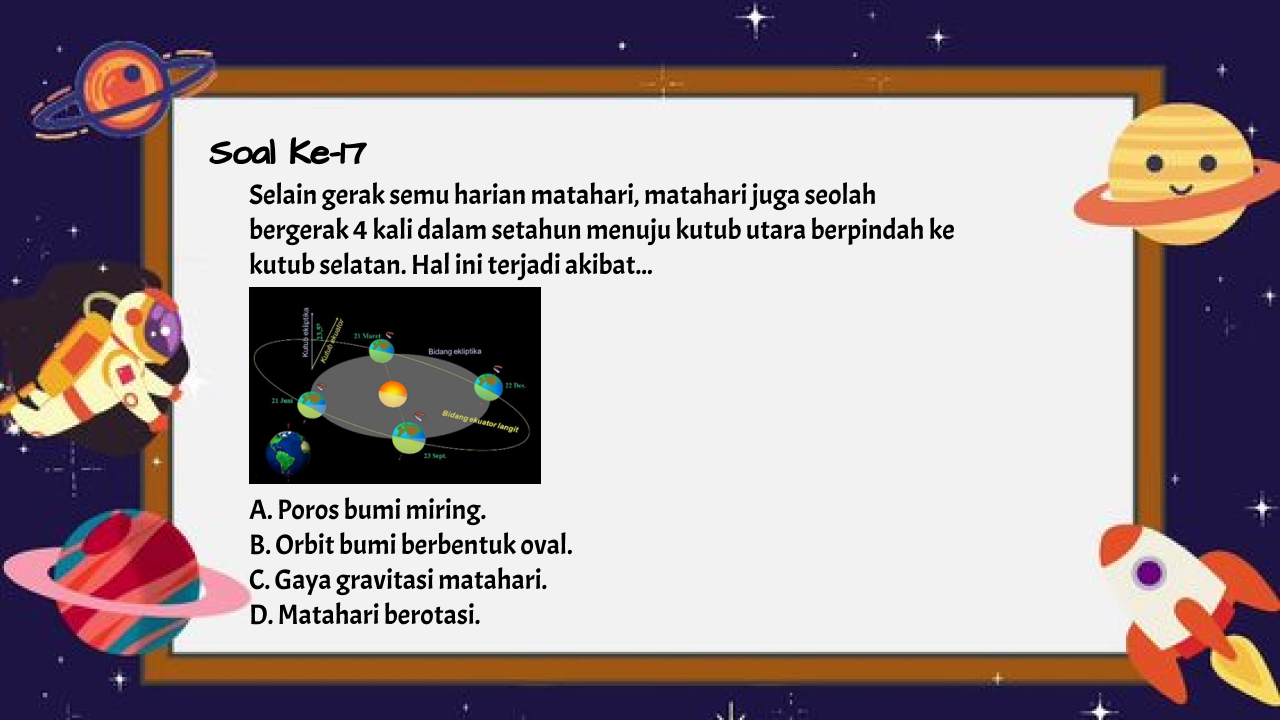 Soal Ke-17
Selain gerak semu harian matahari, matahari juga seolah
bergerak 4 kali dalam setahun menuju kutub utara berpindah ke
kutub selatan. Hal ini terjadi akibat...
Kutub ekliptika
23,5°
Kutub ekuator
21 Maret
Bidang ekliptika
22 Des.
21 Juni
Bidang ekuator langit
23 Sept.
A. Poros bumi miring.
B. Orbit bumi berbentuk oval.
C. Gaya gravitasi matahari.
D. Matahari berotasi.